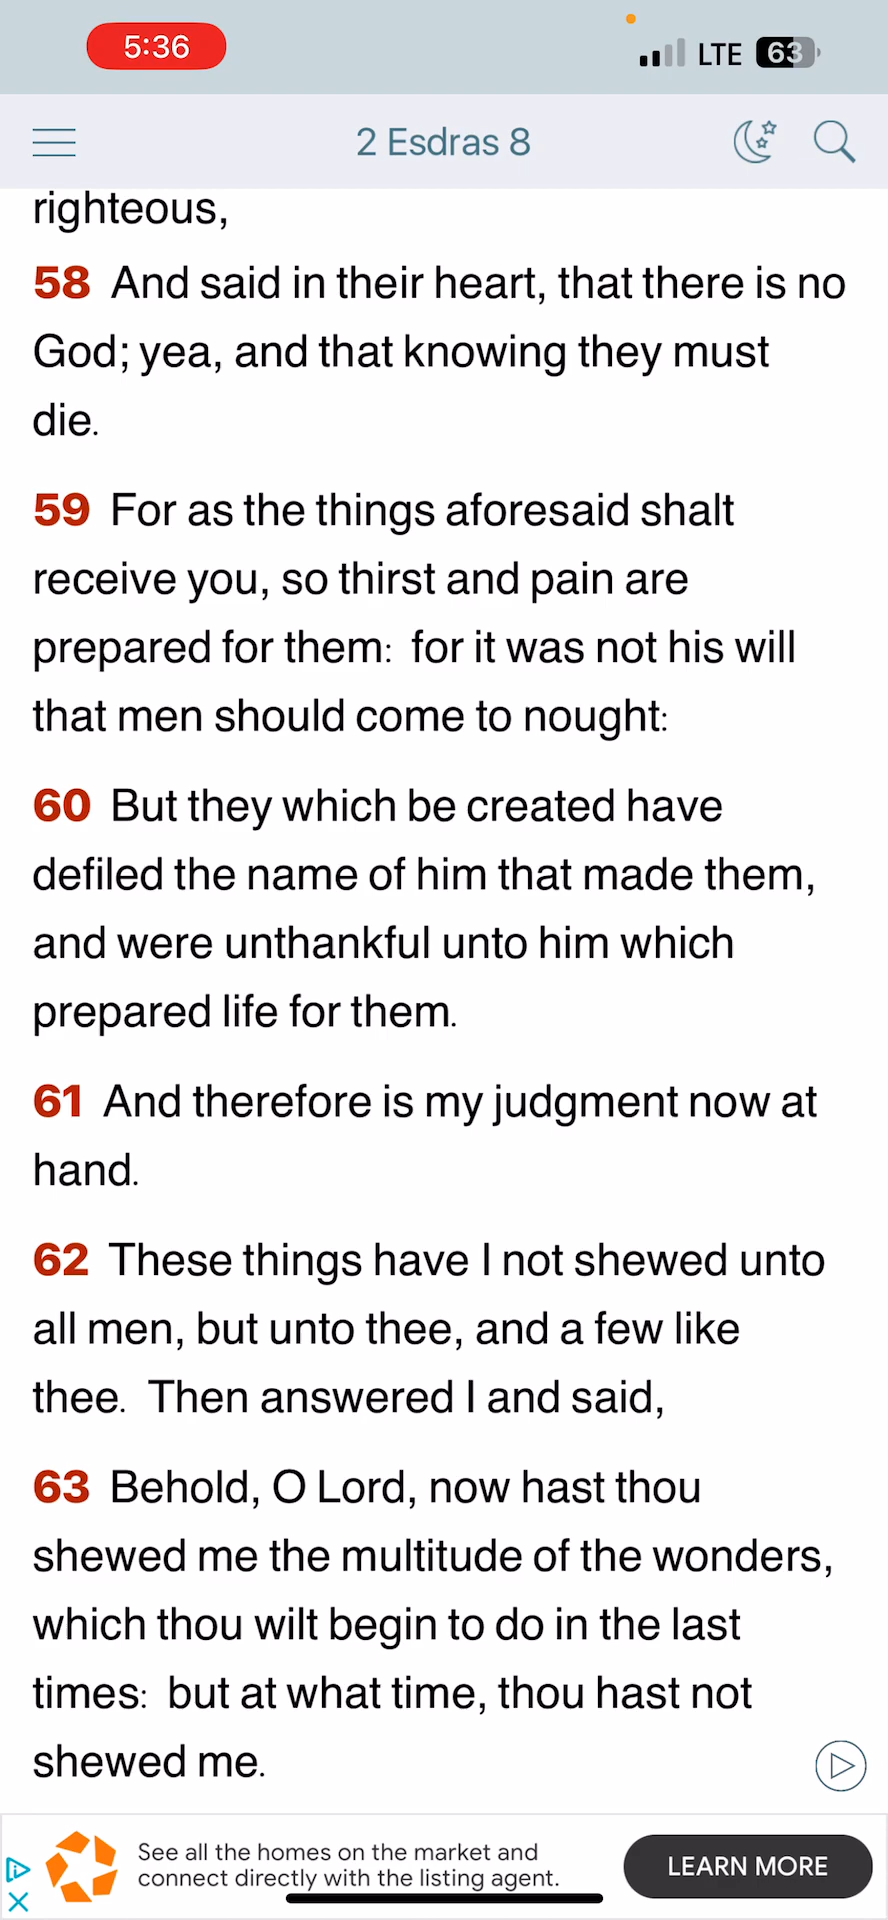 5:36
LTE 63
2 Esdras 8
righteous,
58 And said in their heart, that there is no
God; yea, and that knowing they must
die.
59 For as the things aforesaid shalt
receive you, so thirst and pain are
prepared for them: for it was not his will
that men should come to nought:
60 But they which be created have
defiled the name of him that made them,
and were unthankful unto him which
prepared life for them.
61 And therefore is my judgment now at
hand.
62 These things have I not shewed unto
all men, but unto thee, and a few like
thee. Then answered I and said,
63 Behold, O Lord, now hast thou
shewed me the multitude of the wonders,
which thou wilt begin to do in the last
times: but at what time, thou hast not
shewed me.
See all the homes on the market and
connect directly with the listing agent.
LEARN MORE